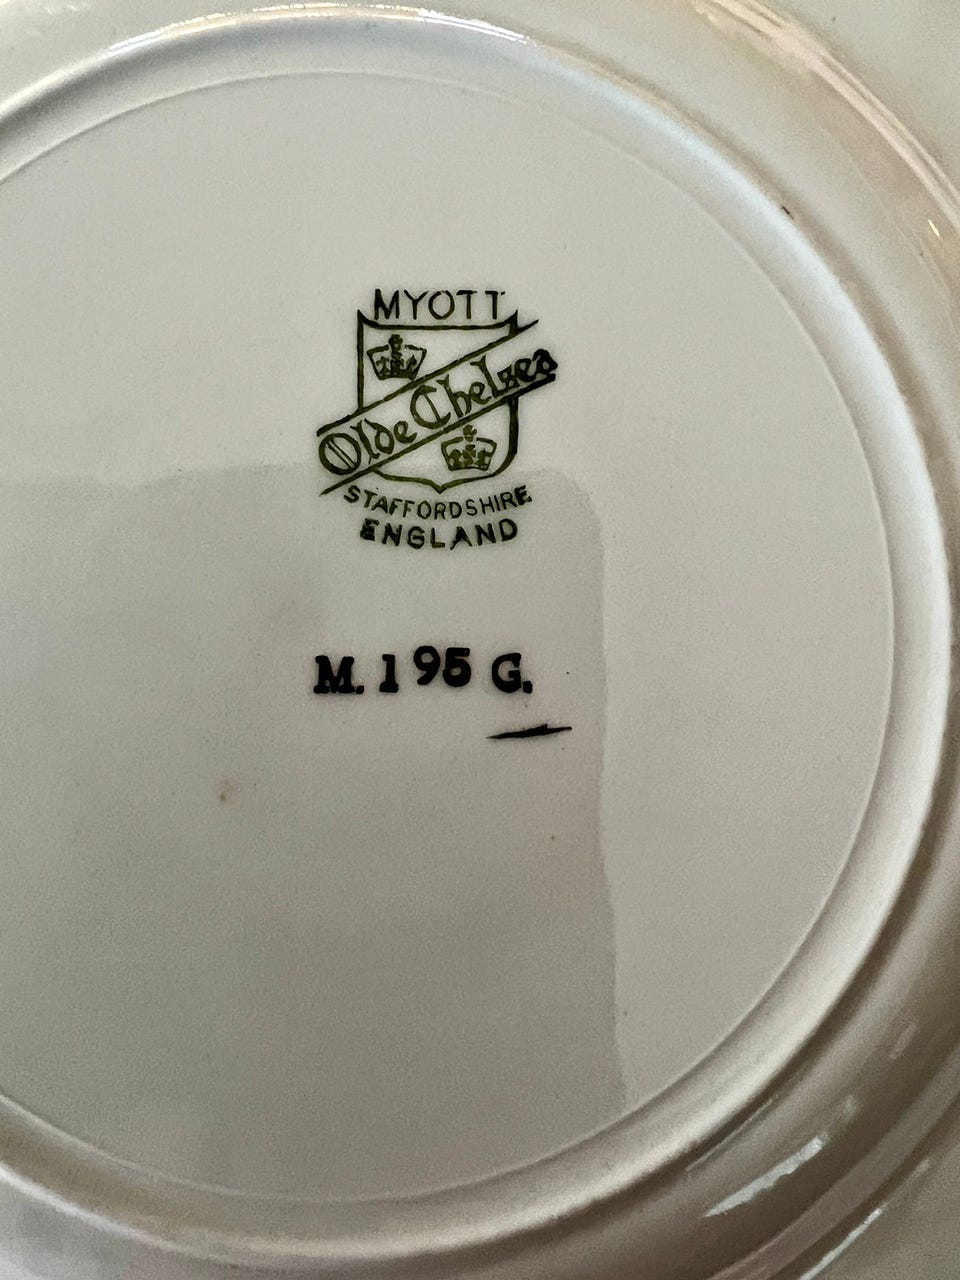 MYOTT
Olde Chelsea
STAFFORDSHIRE
ENGLAND
M. 195 G.